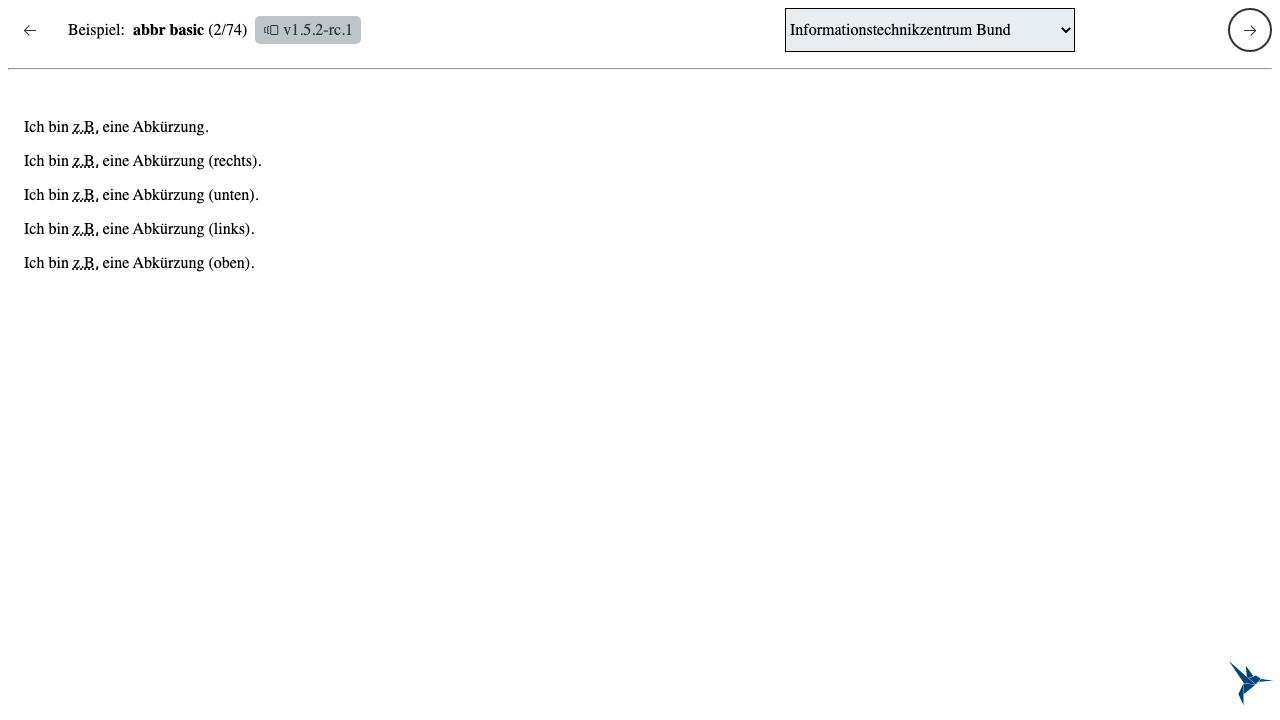 Beispiel: abbr basic (2/74) v1.5.2-rc.1 Informationstechnikzentrum Bund
Ich bin z.B. eine Abkürzung.
Ich bin z.B. eine Abkürzung (rechts).
Ich bin z.B. eine Abkürzung (unten).
Ich bin z.B. eine Abkürzung (links).
Ich bin z.B. eine Abkürzung (oben).